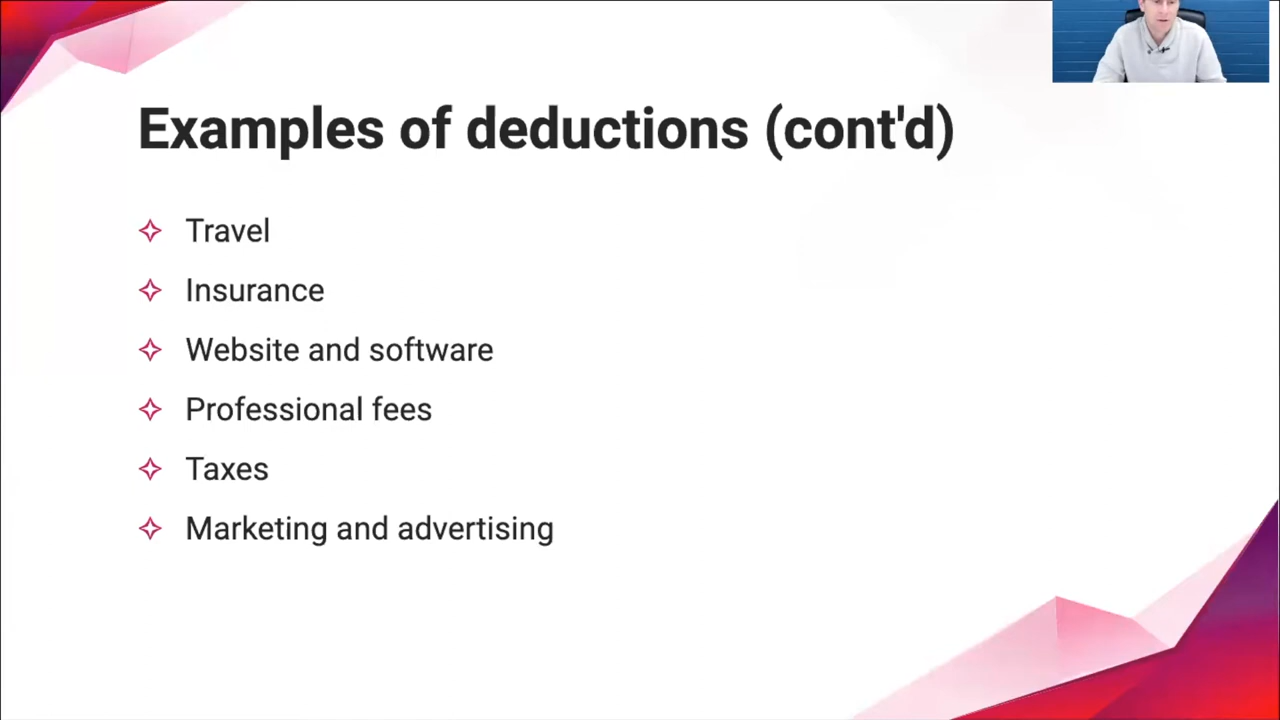 Examples of deductions (cont'd)
Travel
Insurance
Website and software
Professional fees
Taxes
Marketing and advertising